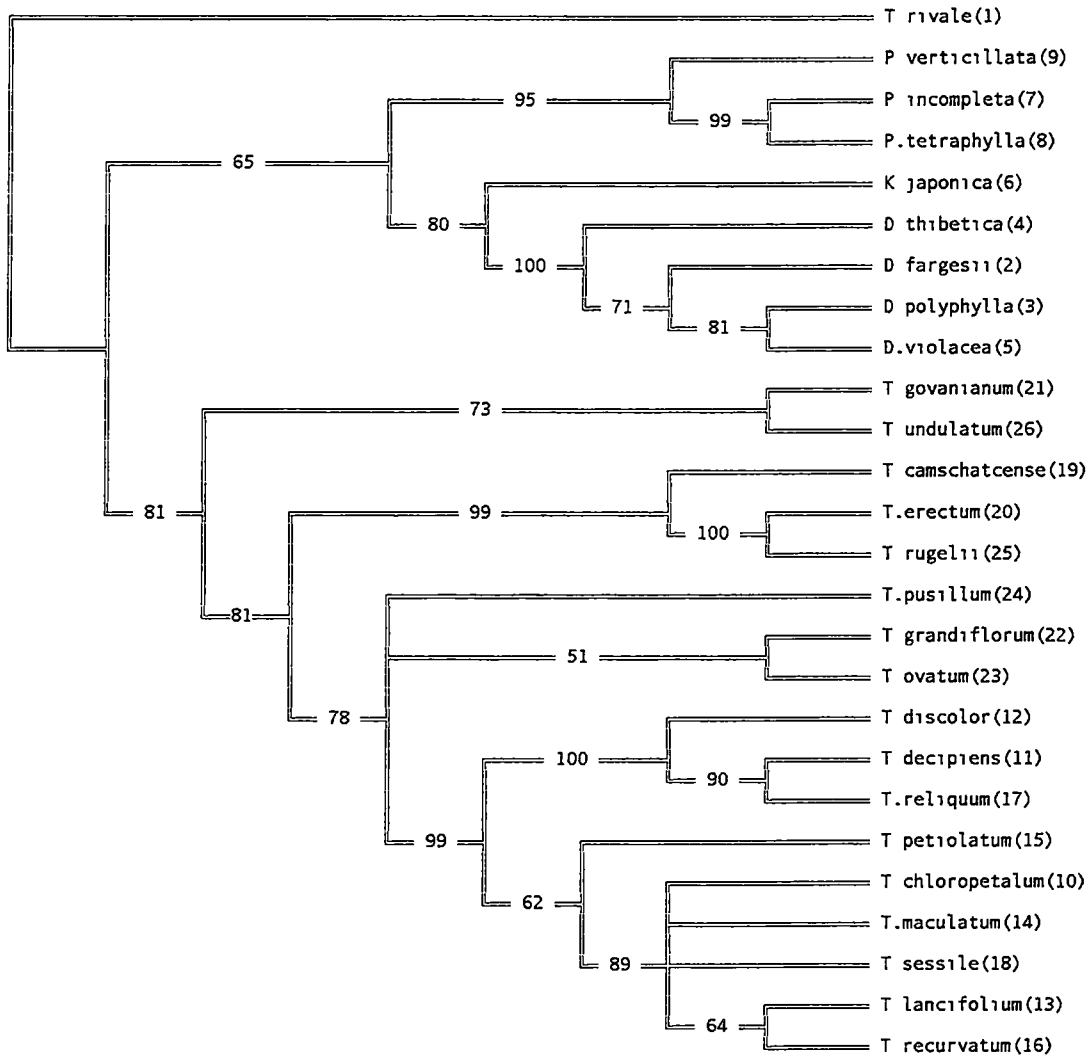 T rivale(1)
P verticillata(9)
95
P incompleta(7)
99
P.tetraphylla(8)
65
K japonica(6)
80
D thibetica(4)
100
D fargesii(2)
71
D polyphylla(3)
81
D.violacea(5)
T govanianum(21)
73
T undulatum(26)
T camschatcense(19)
81
99
T.erectum(20)
100
T rugelii(25)
T.pusillum(24)
81
T grandiflorum(22)
51
T ovatum(23)
78
T discolor(12)
100
T decipiens(11)
90
T.reliquum(17)
99
T petiolatum(15)
T chloropetalum(10)
62
T.maculatum(14)
89
T sessile(18)
T lancifolium(13)
64
T recurvatum(16)